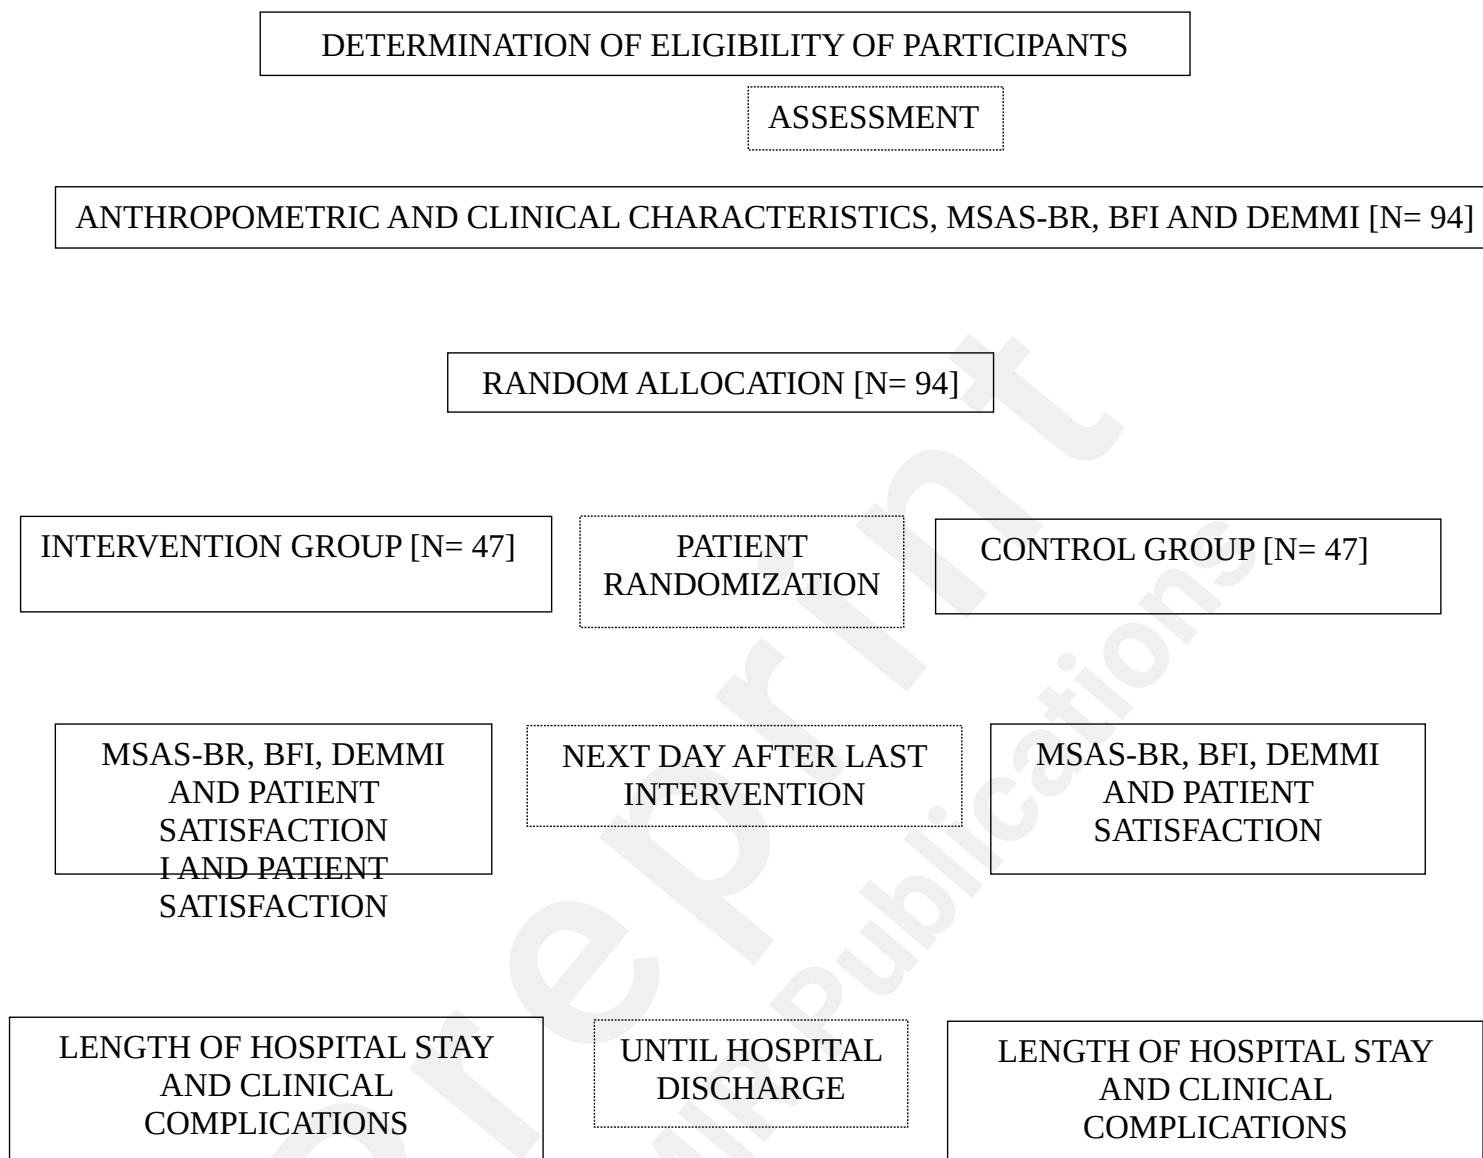 DETERMINATION OF ELIGIBILITY OF PARTICIPANTS
ASSESSMENT
ANTHROPOMETRIC AND CLINICAL CHARACTERISTICS, MSAS-BR, BFI AND DEMMI [N= 94]
RANDOM ALLOCATION [N= 94]
INTERVENTION GROUP [N= 47]
PATIENT
RANDOMIZATION
CONTROL GROUP [N= 47]
MSAS-BR, BFI, DEMMI
AND PATIENT
SATISFACTION
I AND PATIENT
SATISFACTION
NEXT DAY AFTER LAST
INTERVENTION
MSAS-BR, BFI, DEMMI
AND PATIENT
SATISFACTION
LENGTH OF HOSPITAL STAY
AND CLINICAL
COMPLICATIONS
UNTIL HOSPITAL
DISCHARGE
LENGTH OF HOSPITAL STAY
AND CLINICAL
COMPLICATIONS
Preprint
Publications